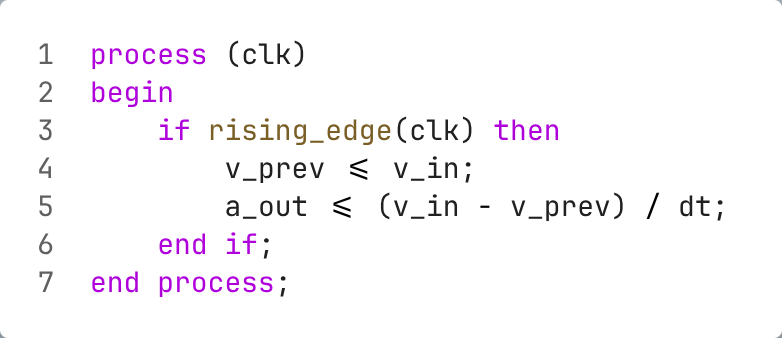 1 process (clk)
2 begin
3     if rising_edge(clk) then
4         v_prev <= v_in;
5         a_out <= (v_in - v_prev) / dt;
6     end if;
7 end process;